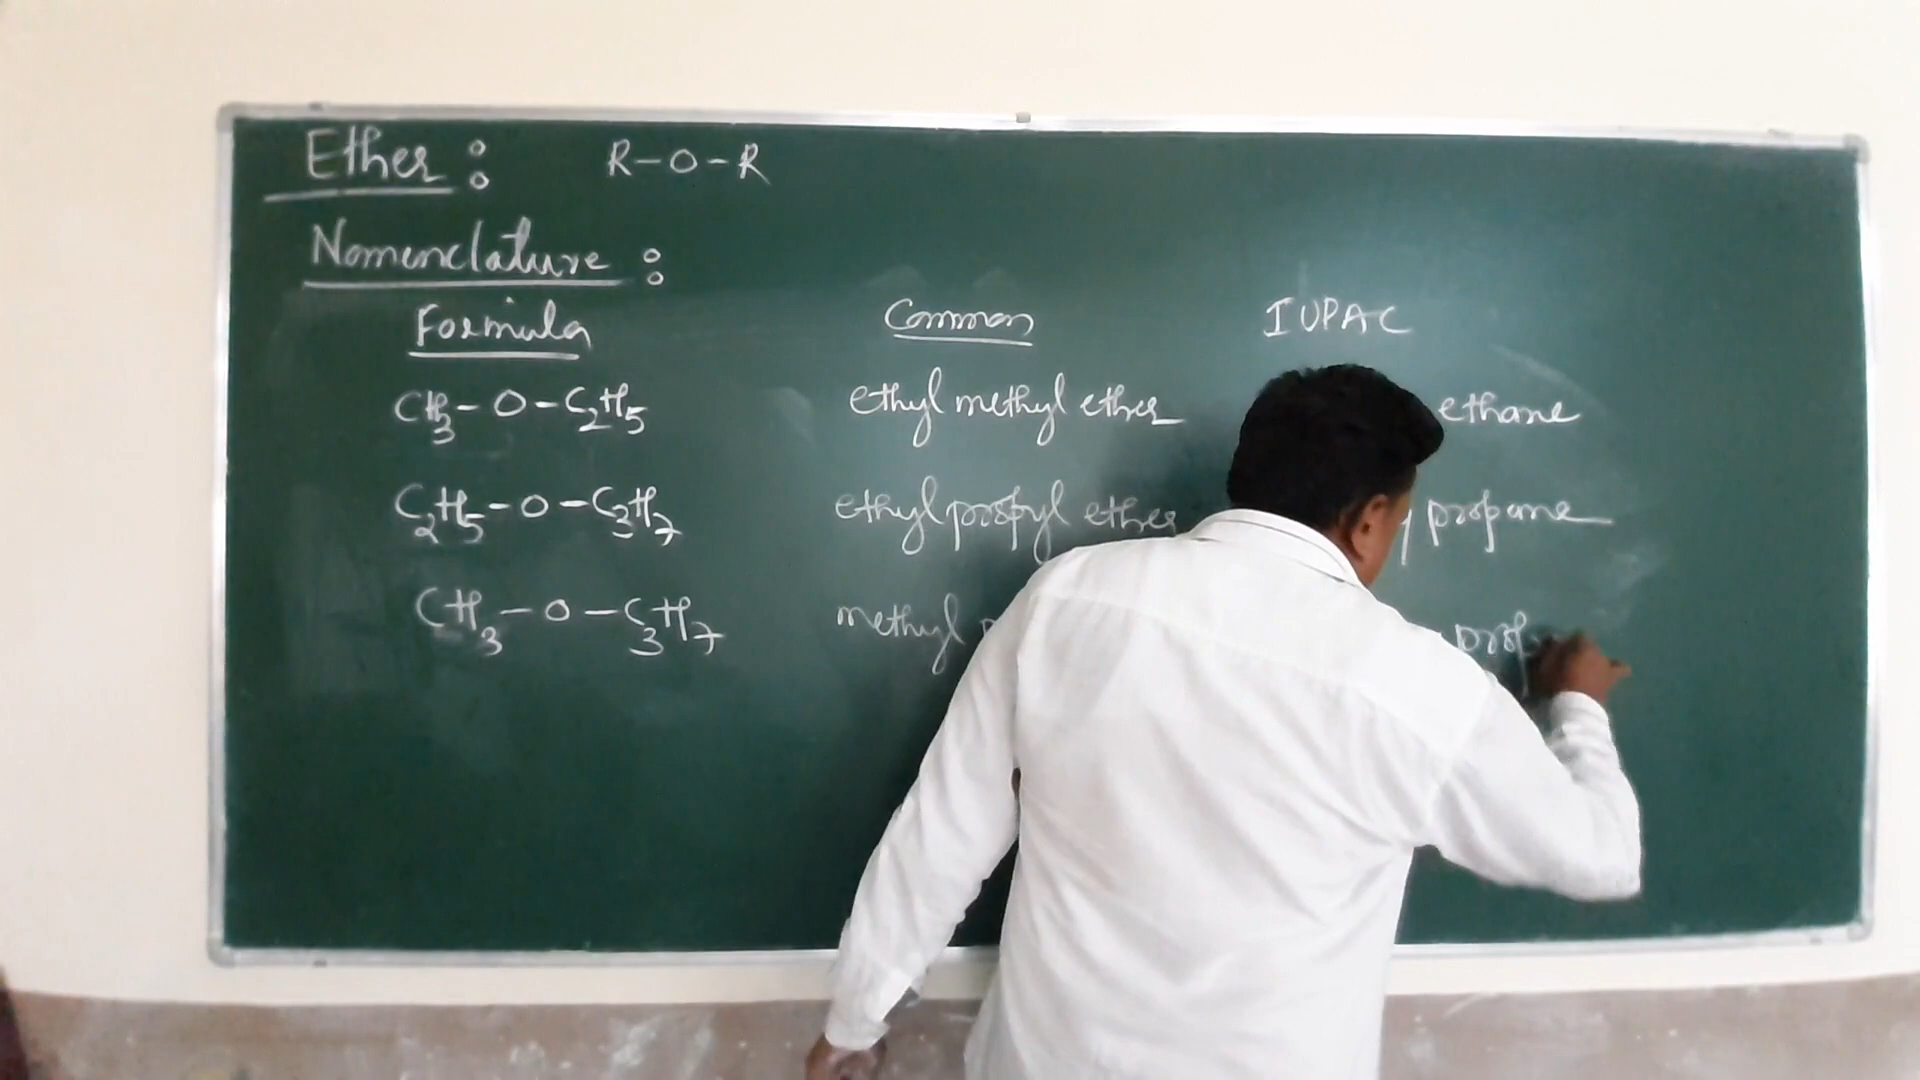 Ether : R-O-R
Nomenclature :
Formula Common IUPAC
CH3-O-C2H5 ethyl methyl ether ethane
C2H5-O-C3H7 ethyl propyl ether propane
CH3-O-C3H7 methyl